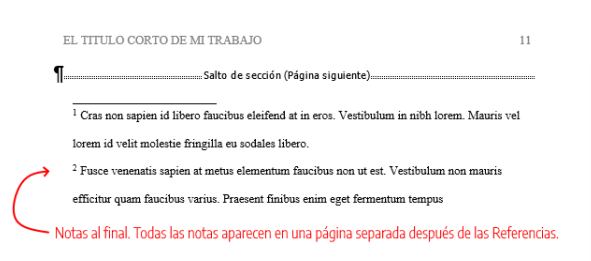 EL TITULO CORTO DE MI TRABAJO 11
¶ Salto de sección (Página siguiente)
1 Cras non sapien id libero faucibus eleifend at in eros. Vestibulum in nibh lorem. Mauris vel
lorem id velit molestie fringilla eu sodales libero.
2 Fusce venenatis sapien at metus elementum faucibus non ut est. Vestibulum non mauris
efficitur quam faucibus varius. Praesent finibus enim eget fermentum tempus
Notas al final. Todas las notas aparecen en una página separada después de las Referencias.